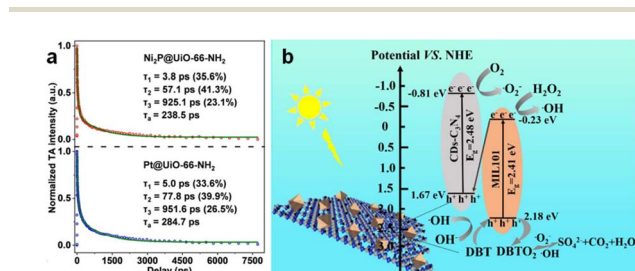 a
Normalized TA intensity (a.u.)
1.0
0.5
0.0
Ni₂P@UiO-66-NH₂
τ₁ = 3.8 ps (35.6%)
τ₂ = 57.1 ps (41.3%)
τ₃ = 925.1 ps (23.1%)
τₐ = 238.5 ps
1.0
0.5
0.0
Pt@UiO-66-NH₂
τ₁ = 5.0 ps (33.6%)
τ₂ = 77.8 ps (39.9%)
τ₃ = 951.6 ps (26.5%)
τₐ = 284.7 ps
0 1500 3000 4500 6000 7500
Delay (ps)
b
Potential VS. NHE
-1.0
-0.5
0.0
0.5
1.0
1.5
2.0
2.5
3.0
-0.81 eV
e⁻ e⁻ e⁻
O₂
·O₂⁻
CDs-C₃N₄
E₉=2.48 eV
1.67 eV
h⁺ h⁺ h⁺
H₂O₂
·OH
e⁻ e⁻ e⁻
-0.23 eV
MIL101
E₉=2.41 eV
h⁺ h⁺ h⁺
2.18 eV
·OH
OH⁻
DBT
DBTO₂
·O₂⁻
·OH
SO₄²⁻+CO₂+H₂O